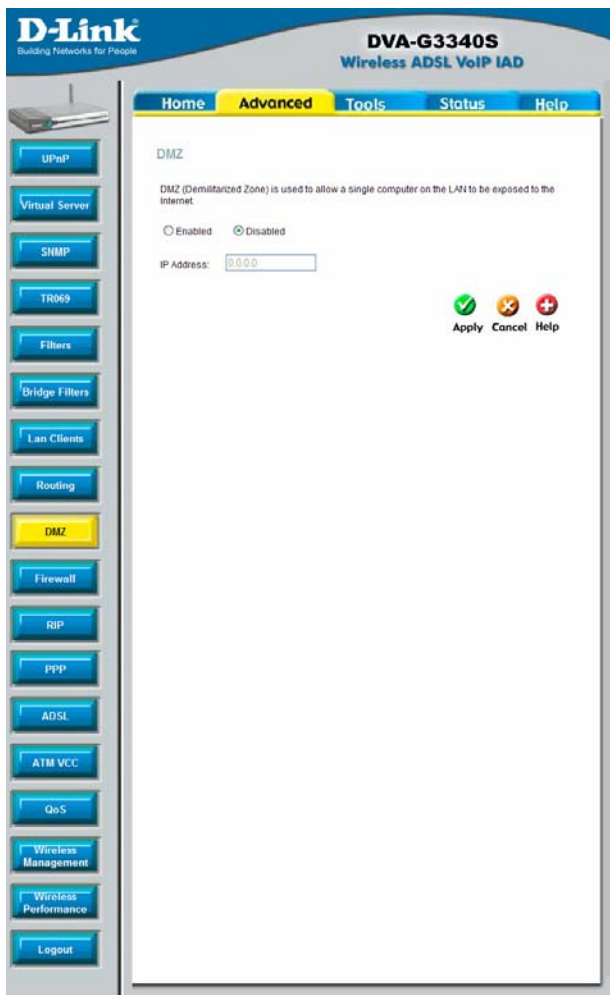 D-Link
Building Networks for People
DVA-G3340S
Wireless ADSL VoIP IAD
Home Advanced Tools Status Help
UPnP
Virtual Server
SNMP
TR069
Filters
Bridge Filters
Lan Clients
Routing
DMZ
Firewall
RIP
PPP
ADSL
ATM VCC
QoS
Wireless
Management
Wireless
Performance
Logout
DMZ
DMZ (Demilitarized Zone) is used to allow a single computer on the LAN to be exposed to the
Internet.
Enabled Disabled
IP Address: 0.0.0.0
Apply Cancel Help